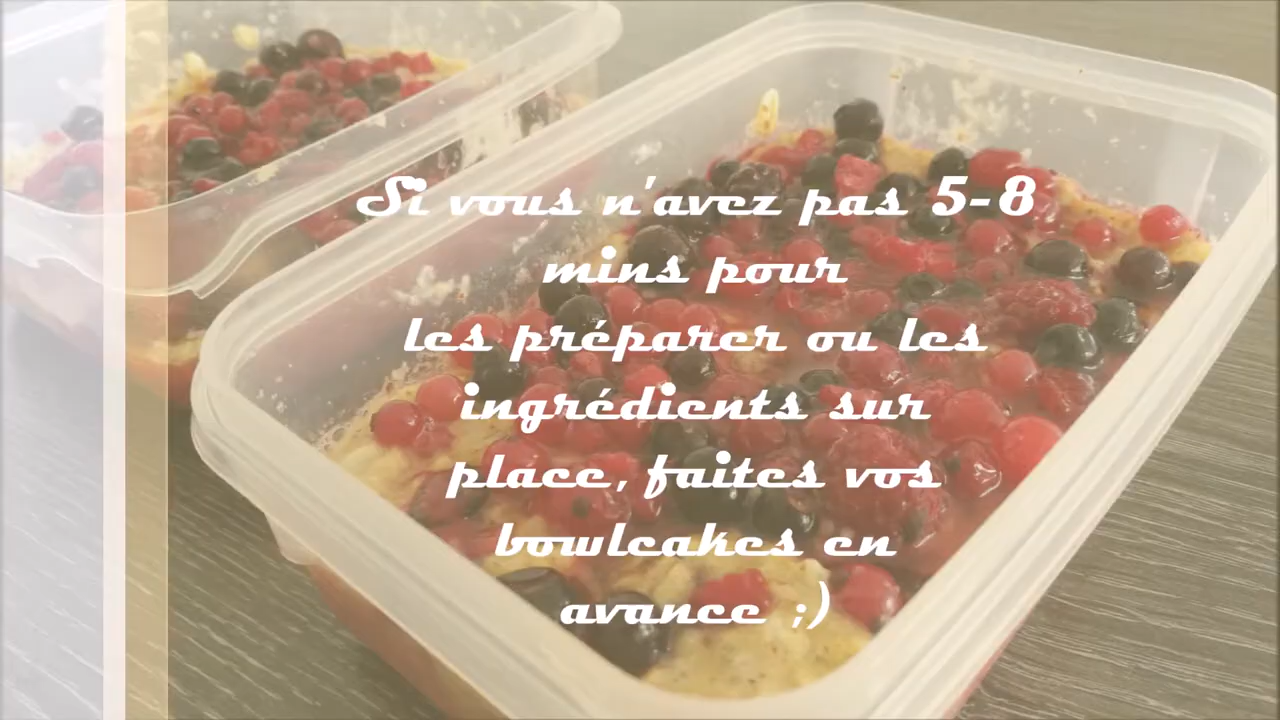 Si vous n'avez pas 5-8
mins pour
les préparer ou les
ingrédients sur
place, faites vos
bowlcakes en
avance ;)